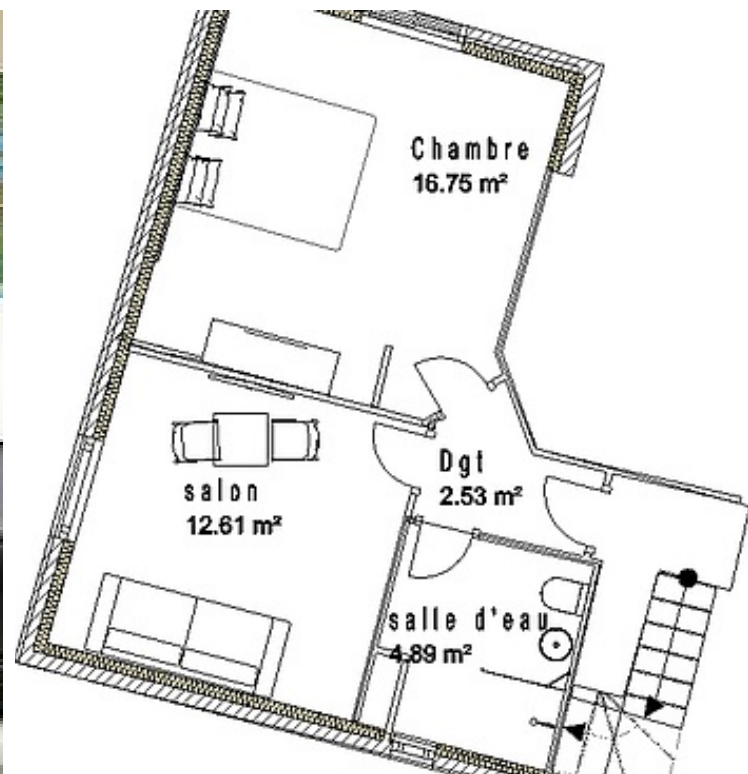 Chambre
16.75 m²
Dgt
2.53 m²
salon
12.61 m²
salle d'eau
4.89 m²